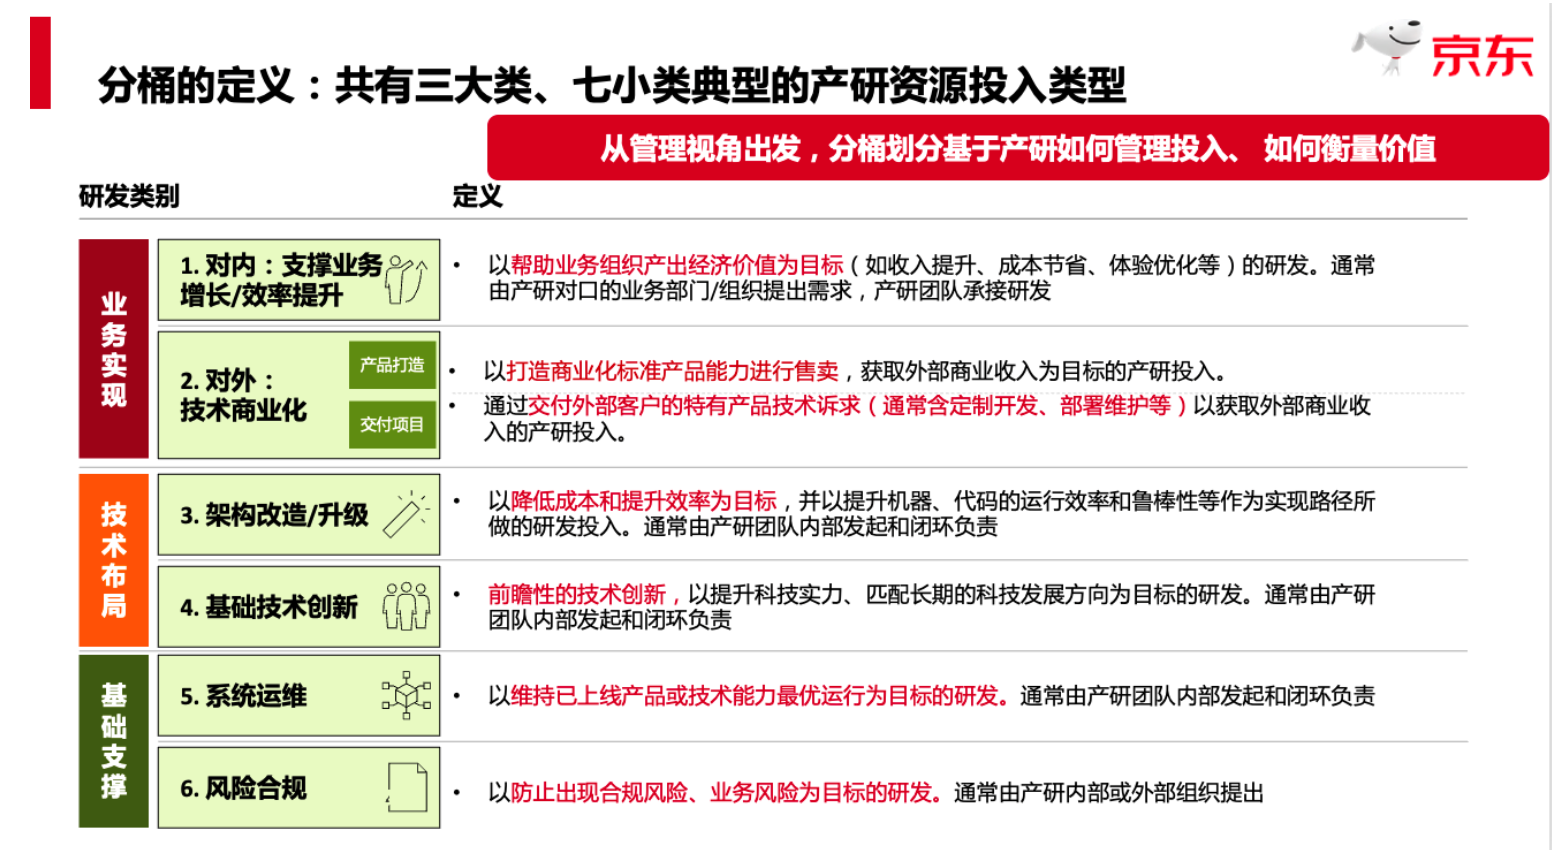 京东
分桶的定义：共有三大类、七小类典型的产研资源投入类型
从管理视角出发，分桶划分基于产研如何管理投入、 如何衡量价值
研发类别
定义
业务实现
1. 对内：支撑业务
增长/效率提升
• 以帮助业务组织产出经济价值为目标（如收入提升、成本节省、体验优化等）的研发。通常
由产研对口的业务部门/组织提出需求，产研团队承接研发
2. 对外：
技术商业化
产品打造
• 以打造商业化标准产品能力进行售卖，获取外部商业收入为目标的产研投入。
交付项目
• 通过交付外部客户的特有产品技术诉求（通常含定制开发、部署维护等）以获取外部商业收
入的产研投入。
技术布局
3. 架构改造/升级
• 以降低成本和提升效率为目标，并以提升机器、代码的运行效率和鲁棒性等作为实现路径所
做的研发投入。通常由产研团队内部发起和闭环负责
4. 基础技术创新
• 前瞻性的技术创新，以提升科技实力、匹配长期的科技发展方向为目标的研发。通常由产研
团队内部发起和闭环负责
基础支撑
5. 系统运维
• 以维持已上线产品或技术能力最优运行为目标的研发。通常由产研团队内部发起和闭环负责
6. 风险合规
• 以防止出现合规风险、业务风险为目标的研发。通常由产研内部或外部组织提出